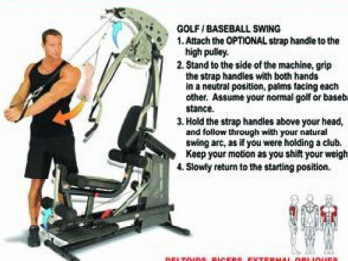 GOLF / BASEBALL SWING
1. Attach the OPTIONAL strap handle to the
high pulley.
2. Stand to the side of the machine, grip
the strap handles with both hands
in a neutral position, palms facing each
other. Assume your normal golf or baseba
stance.
3. Hold the strap handles above your head,
and follow through with your natural
swing arc, as if you were holding a club.
Keep your motion as you shift your weigh
4. Slowly return to the starting position.
DELTOIDS, BICEPS, EXTERNAL OBLIQUES